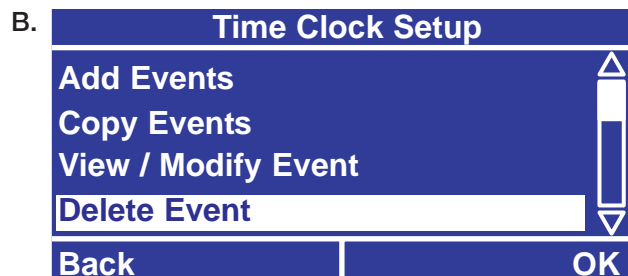 B.
Time Clock Setup
Add Events
Copy Events
View / Modify Event
Delete Event
Back OK